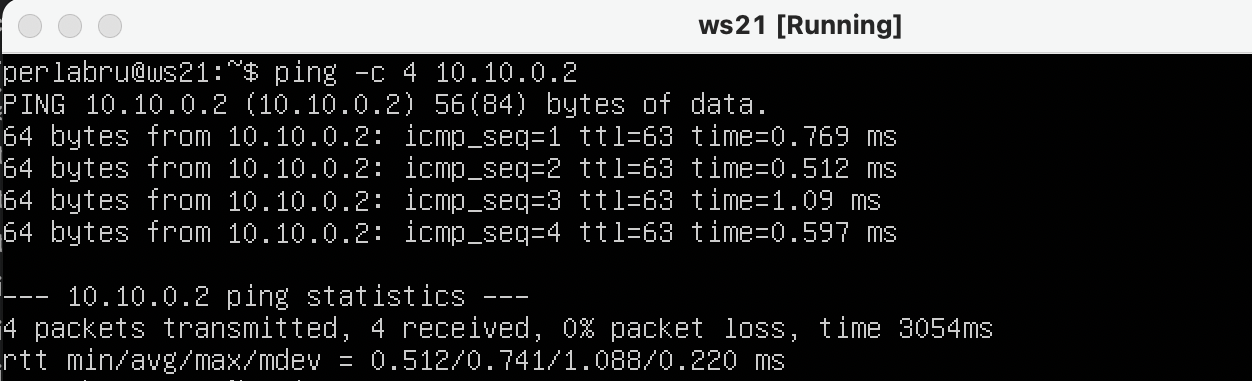 ws21 [Running]
perlabru@ws21:~$ ping -c 4 10.10.0.2
PING 10.10.0.2 (10.10.0.2) 56(84) bytes of data.
64 bytes from 10.10.0.2: icmp_seq=1 ttl=63 time=0.769 ms
64 bytes from 10.10.0.2: icmp_seq=2 ttl=63 time=0.512 ms
64 bytes from 10.10.0.2: icmp_seq=3 ttl=63 time=1.09 ms
64 bytes from 10.10.0.2: icmp_seq=4 ttl=63 time=0.597 ms
--- 10.10.0.2 ping statistics ---
4 packets transmitted, 4 received, 0% packet loss, time 3054ms
rtt min/avg/max/mdev = 0.512/0.741/1.088/0.220 ms